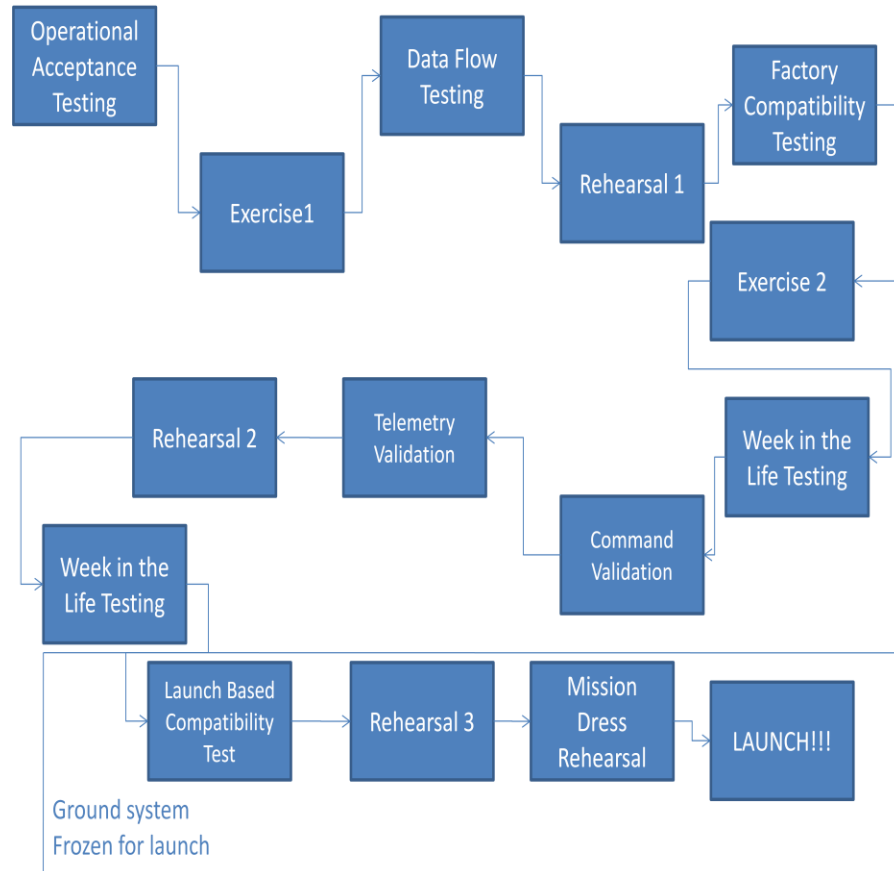 Operational
Acceptance
Testing
Exercise1
Data Flow
Testing
Rehearsal 1
Factory
Compatibility
Testing
Exercise 2
Week in the
Life Testing
Command
Validation
Telemetry
Validation
Rehearsal 2
Week in the
Life Testing
Launch Based
Compatibility
Test
Rehearsal 3
Mission
Dress
Rehearsal
LAUNCH!!!
Ground system
Frozen for launch